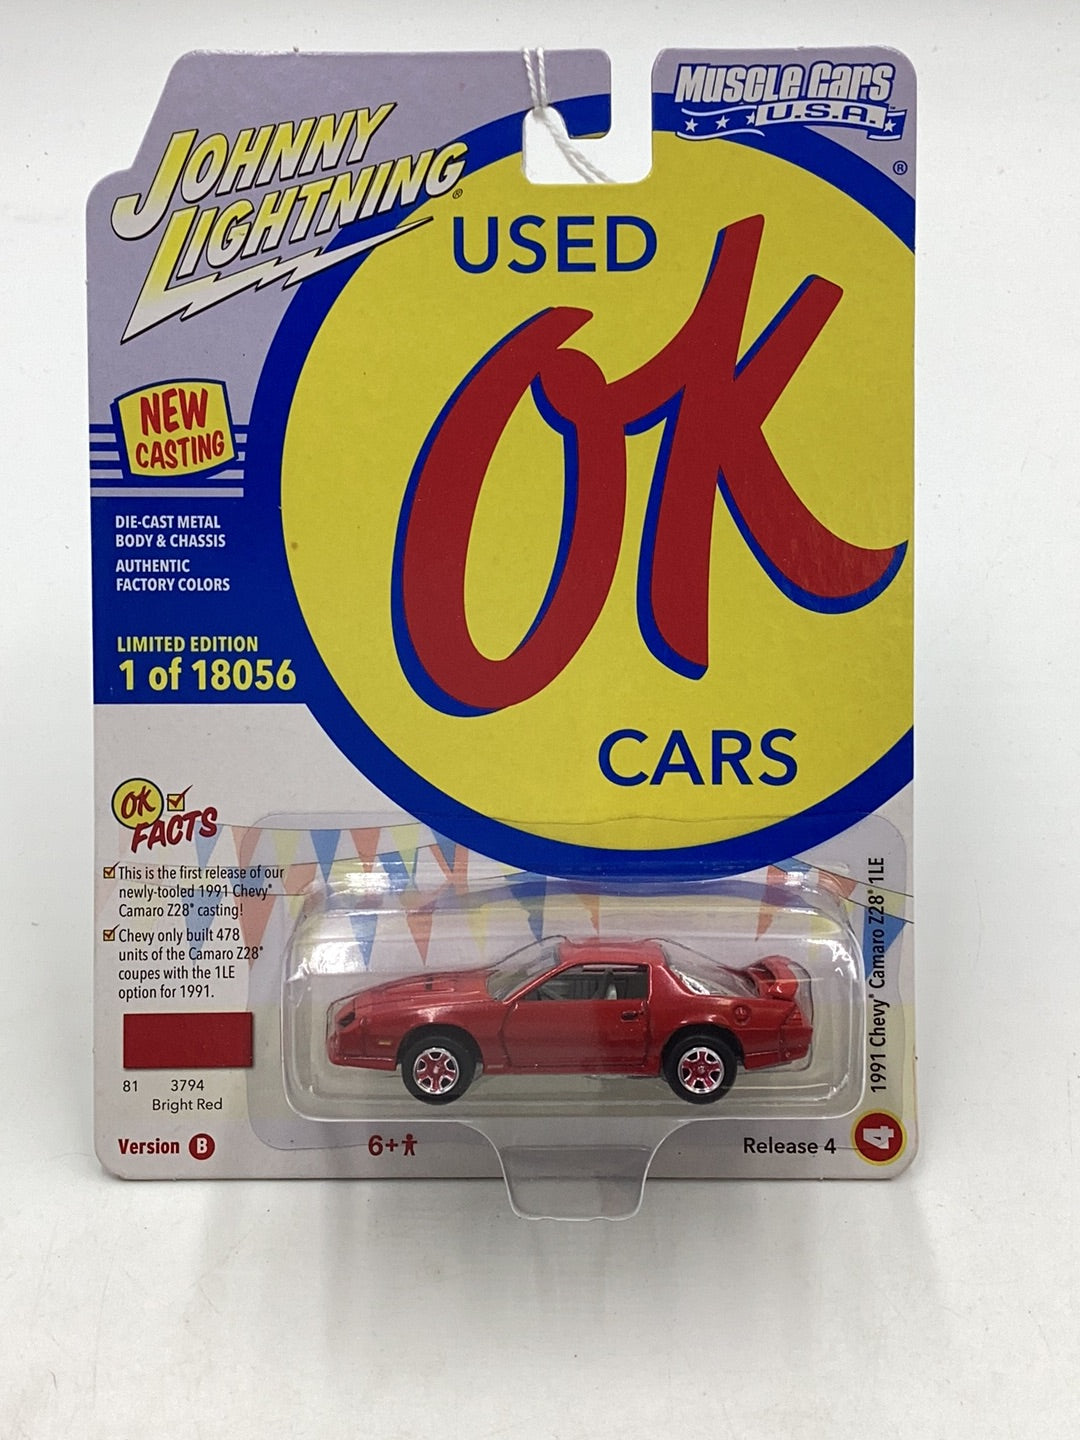 JOHNNY
LIGHTNING®
MUSCLE CARS
U.S.A.™
®
USED
OK
CARS
NEW
CASTING
DIE-CAST METAL
BODY & CHASSIS
AUTHENTIC
FACTORY COLORS
LIMITED EDITION
1 of 18056
OK
FACTS
This is the first release of our
newly-tooled 1991 Chevy®
Camaro Z28® casting!
Chevy only built 478
units of the Camaro Z28®
coupes with the 1LE
option for 1991.
81 3794
Bright Red
Version B
6+
Release 4
4
1991 Chevy® Camaro Z28® 1LE